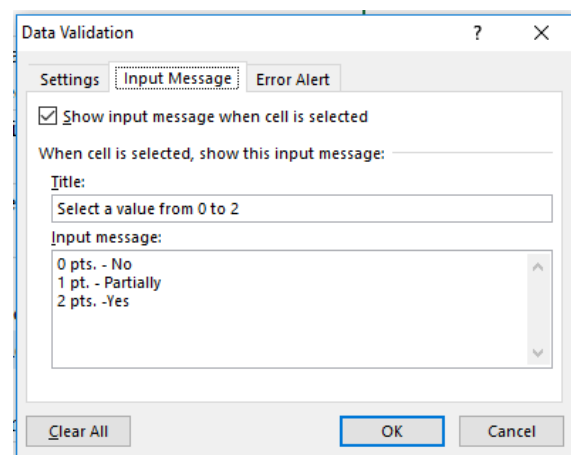 Data Validation ? ×
Settings Input Message Error Alert
Show input message when cell is selected
When cell is selected, show this input message:
Title:
Select a value from 0 to 2
Input message:
0 pts. - No
1 pt. - Partially
2 pts. -Yes
Clear All OK Cancel